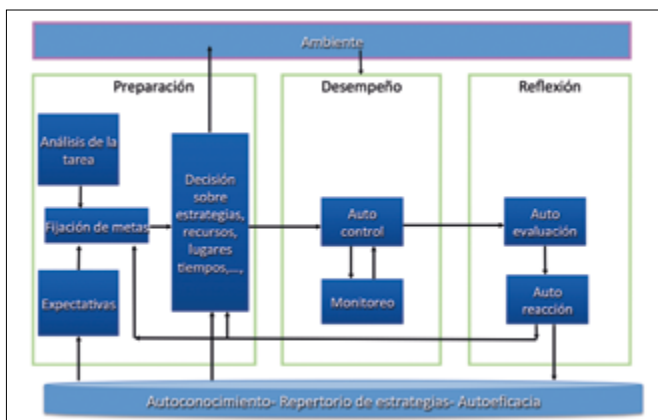 Ambiente
Preparación
Desempeño
Reflexión
Análisis de la
tarea
Fijación de metas
Expectativas
Decisión
sobre
estrategias,
recursos,
lugares
tiempos,...,
Auto
control
Monitoreo
Auto
evaluación
Auto
reacción
Autoconocimiento- Repertorio de estrategias- Autoeficacia